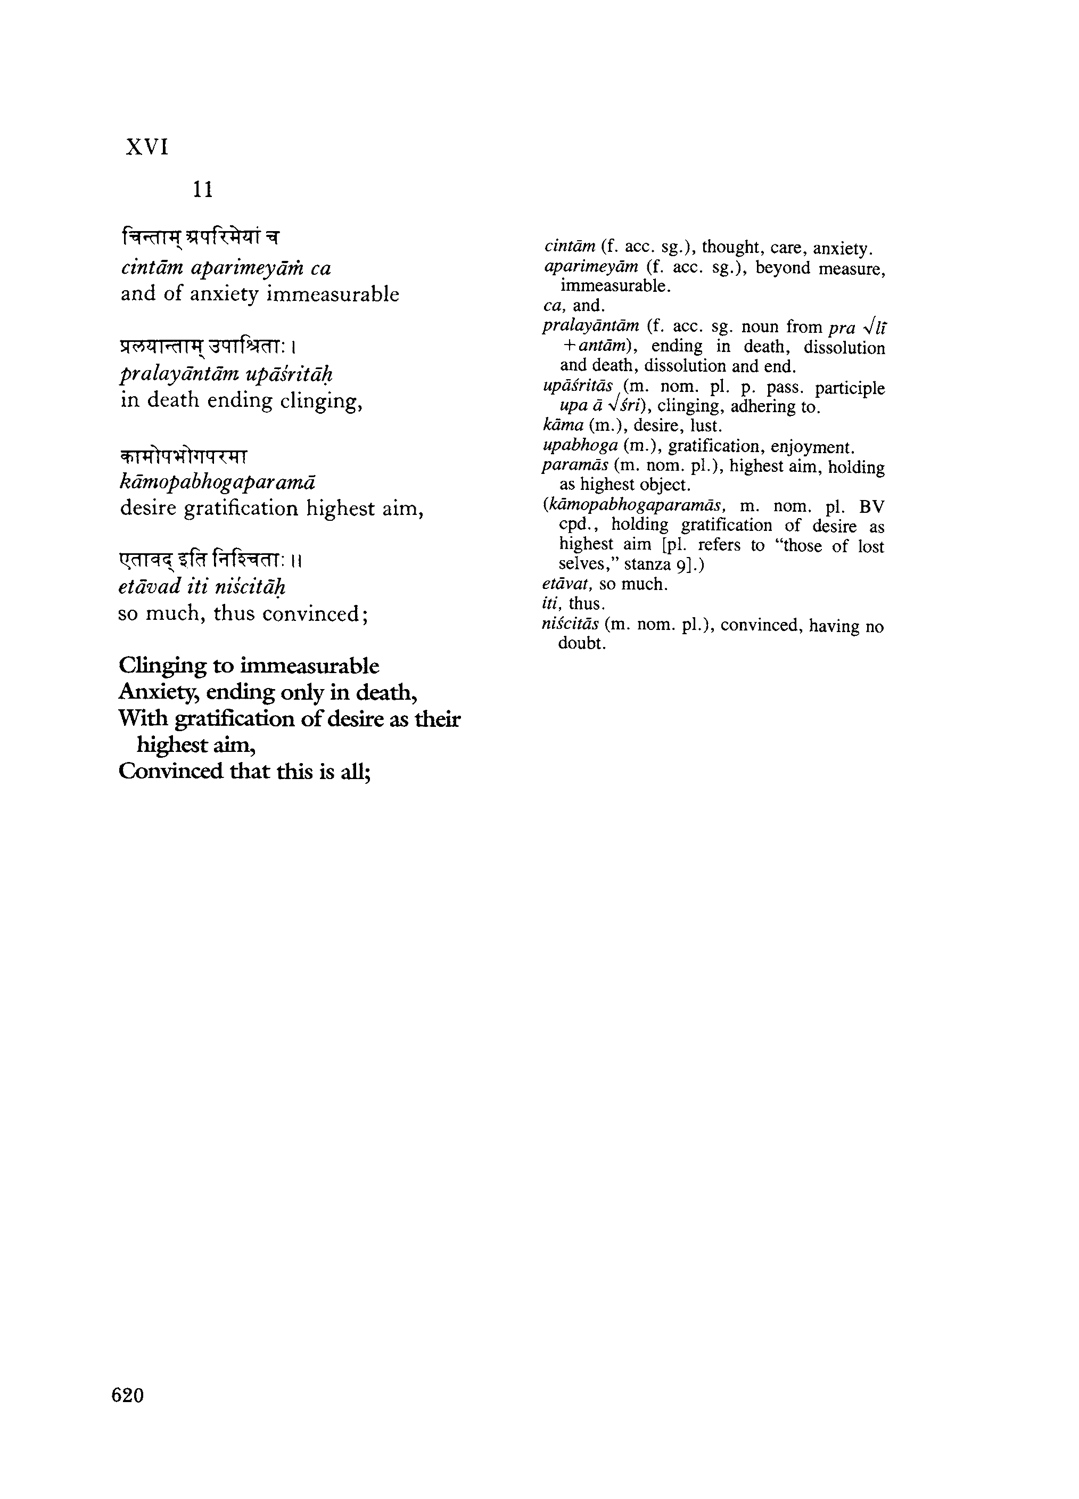 XVI
11
चिन्ताम् अपरिमेयां च
cintām aparimeyāṁ ca
and of anxiety immeasurable
प्रलयान्ताम् उपाश्रिताः ।
pralayāntām upāśritāḥ
in death ending clinging,
कामोपभोगपरमा
kāmopabhogaparamā
desire gratification highest aim,
एतावद् इति निश्चिताः ॥
etāvad iti niścitāḥ
so much, thus convinced;
Clinging to immeasurable
Anxiety, ending only in death,
With gratification of desire as their
highest aim,
Convinced that this is all;
cintām (f. acc. sg.), thought, care, anxiety.
aparimeyām (f. acc. sg.), beyond measure,
immeasurable.
ca, and.
pralayāntām (f. acc. sg. noun from pra √lī
+antām), ending in death, dissolution
and death, dissolution and end.
upāśritās (m. nom. pl. p. pass. participle
upa ā √śri), clinging, adhering to.
kāma (m.), desire, lust.
upabhoga (m.), gratification, enjoyment.
paramās (m. nom. pl.), highest aim, holding
as highest object.
(kāmopabhogaparamās, m. nom. pl. BV
cpd., holding gratification of desire as
highest aim [pl. refers to “those of lost
selves,” stanza 9].)
etāvat, so much.
iti, thus.
niścitās (m. nom. pl.), convinced, having no
doubt.
620